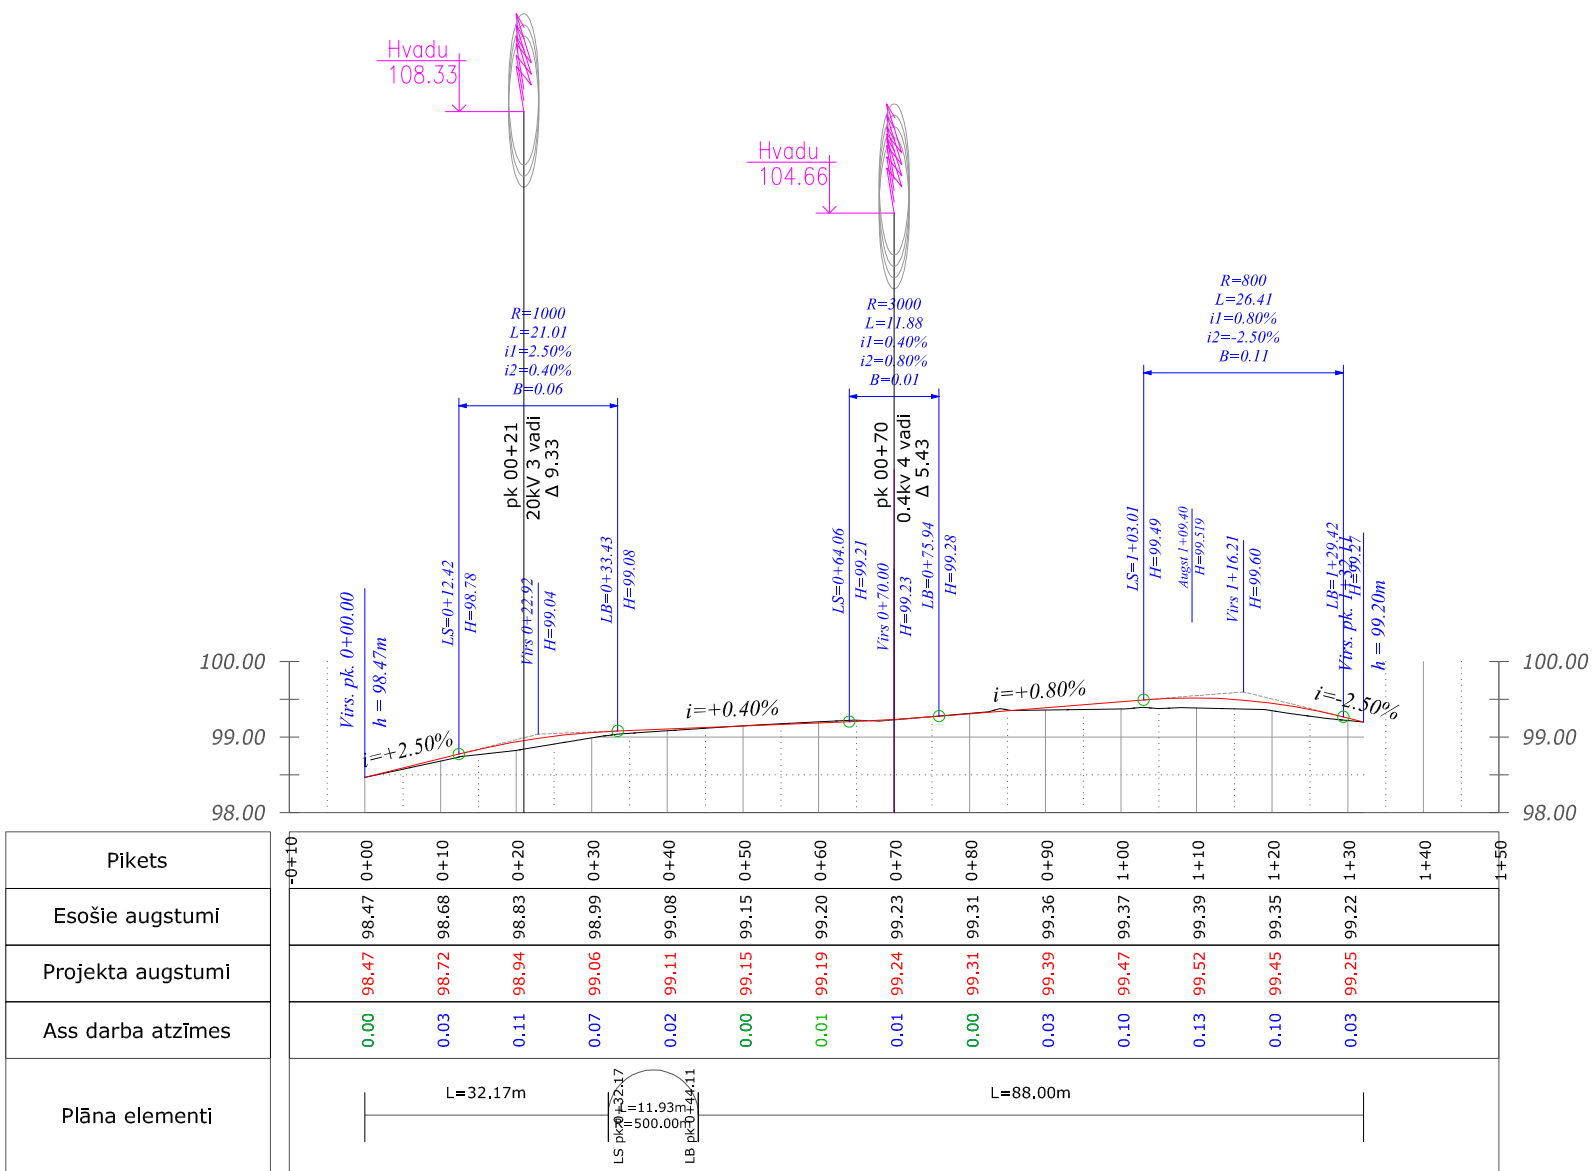 Hvadu
108.33
Hvadu
104.66
R=1000
L=21.01
i1=2.50%
i2=0.40%
B=0.06
R=3000
L=11.88
i1=0.40%
i2=0.80%
B=0.01
R=800
L=26.41
i1=0.80%
i2=-2.50%
B=0.11
pk 00+21
20kV 3 vadi
Δ 9.33
pk 00+70
0.4kv 4 vadi
Δ 5.43
Virs. pk. 0+00.00
h = 98.47m
LS=0+12.42
H=98.78
Virs 0+22.92
H=99.04
LB=0+33.43
H=99.08
LS=0+64.06
H=99.21
Virs 0+70.00
H=99.23
LB=0+75.94
H=99.28
LS=1+03.01
H=99.49
Augst 1+09.40
H=99.519
Virs 1+16.21
H=99.60
LB=1+29.42
H=99.27
Virs. pk. 1+32.11
h = 99.20m
100.00
99.00
98.00
100.00
99.00
98.00
i=+2.50%
i=+0.40%
i=+0.80%
i=-2.50%
Pikets
-0+10 0+00 0+10 0+20 0+30 0+40 0+50 0+60 0+70 0+80 0+90 1+00 1+10 1+20 1+30 1+40 1+50
Esošie augstumi
98.47 98.68 98.83 98.99 99.08 99.15 99.20 99.23 99.31 99.36 99.37 99.39 99.35 99.22
Projekta augstumi
98.47 98.72 98.94 99.06 99.11 99.15 99.19 99.24 99.31 99.39 99.47 99.52 99.45 99.25
Ass darba atzīmes
0.00 0.03 0.11 0.07 0.02 0.00 0.01 0.01 0.00 0.03 0.10 0.13 0.10 0.03
Plāna elementi
L=32.17m
LS pk 0+32.17
L=11.93m
R=500.00m
LB pk 0+44.11
L=88.00m